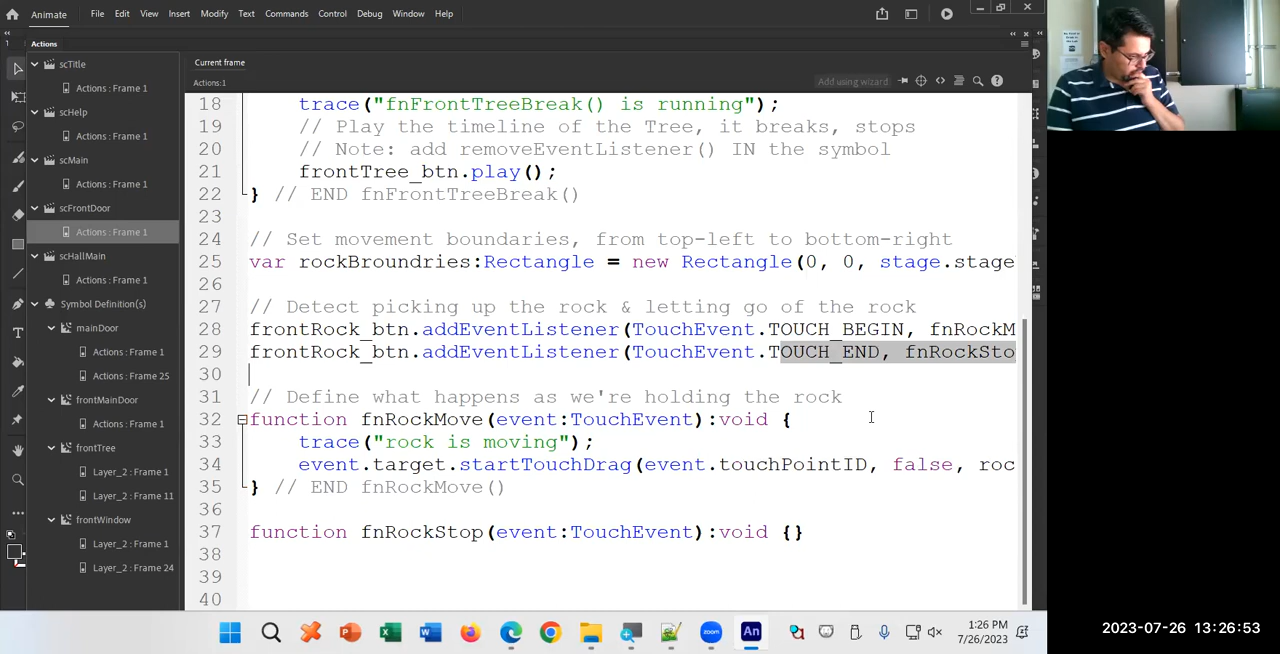 Animate File Edit View Insert Modify Text Commands Control Debug Window Help
Actions
Current frame
Actions:1
Add using wizard
scTitle
Actions : Frame 1
scHelp
Actions : Frame 1
scMain
Actions : Frame 1
scFrontDoor
Actions : Frame 1
scHallMain
Actions : Frame 1
Symbol Definition(s)
mainDoor
Actions : Frame 1
Actions : Frame 25
frontMainDoor
Actions : Frame 1
frontTree
Layer_2 : Frame 1
Layer_2 : Frame 11
frontWindow
Layer_2 : Frame 1
Layer_2 : Frame 24
18 trace("fnFrontTreeBreak() is running");
19 // Play the timeline of the Tree, it breaks, stops
20 // Note: add removeEventListener() IN the symbol
21 frontTree_btn.play();
22 } // END fnFrontTreeBreak()
23
24 // Set movement boundaries, from top-left to bottom-right
25 var rockBroundries:Rectangle = new Rectangle(0, 0, stage.stage
26
27 // Detect picking up the rock & letting go of the rock
28 frontRock_btn.addEventListener(TouchEvent.TOUCH_BEGIN, fnRockM
29 frontRock_btn.addEventListener(TouchEvent.TOUCH_END, fnRockSto
30
31 // Define what happens as we're holding the rock
32 function fnRockMove(event:TouchEvent):void {
33 trace("rock is moving");
34 event.target.startTouchDrag(event.touchPointID, false, roc
35 } // END fnRockMove()
36
37 function fnRockStop(event:TouchEvent):void {}
38
39
40
1:26 PM
7/26/2023
2023-07-26 13:26:53